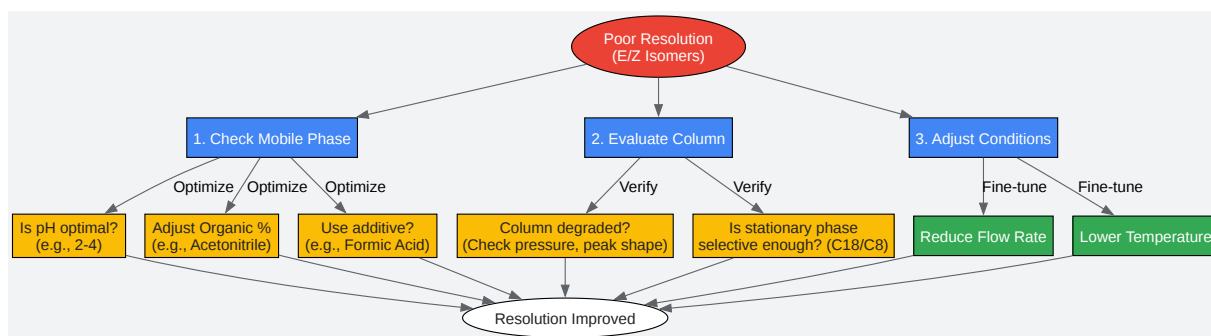 Poor Resolution
(E/Z Isomers)
1. Check Mobile Phase
2. Evaluate Column
3. Adjust Conditions
Optimize
Optimize
Optimize
Verify
Verify
Fine-tune
Fine-tune
Is pH optimal?
(e.g., 2-4)
Adjust Organic %
(e.g., Acetonitrile)
Use additive?
(e.g., Formic Acid)
Column degraded?
(Check pressure, peak shape)
Is stationary phase
selective enough? (C18/C8)
Reduce Flow Rate
Lower Temperature
Resolution Improved